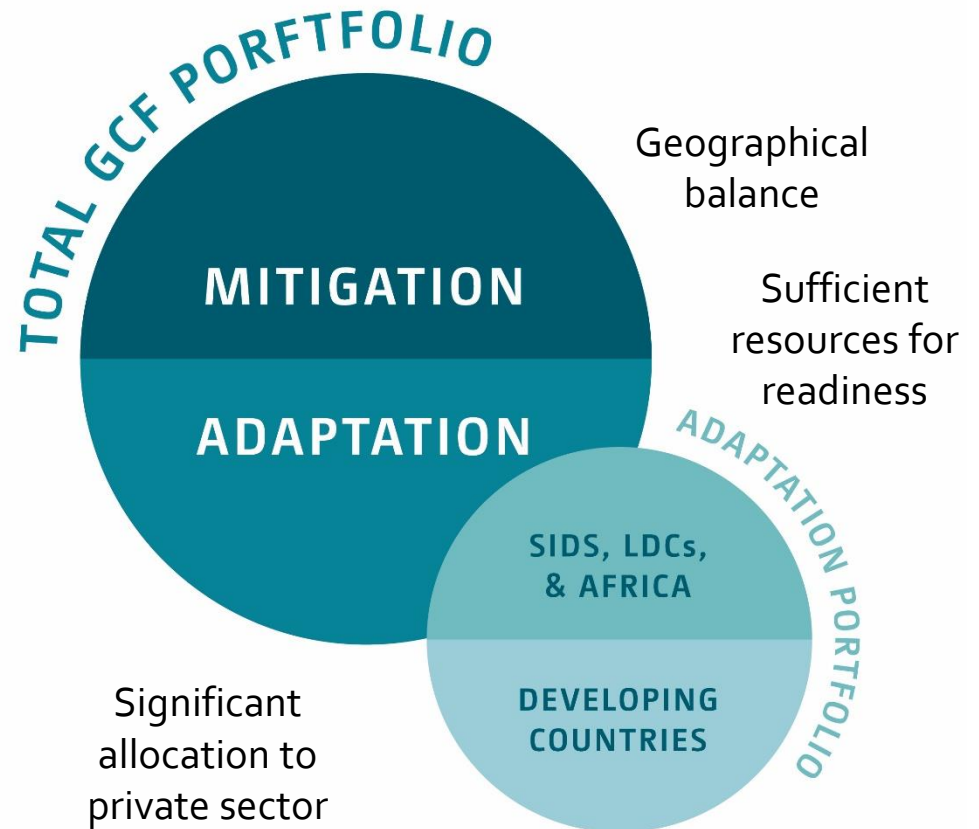 TOTAL GCF PORFTFOLIO
Geographical
balance
MITIGATION
Sufficient
resources for
readiness
ADAPTATION
ADAPTATION PORTFOLIO
SIDS, LDCs,
& AFRICA
DEVELOPING
COUNTRIES
Significant
allocation to
private sector